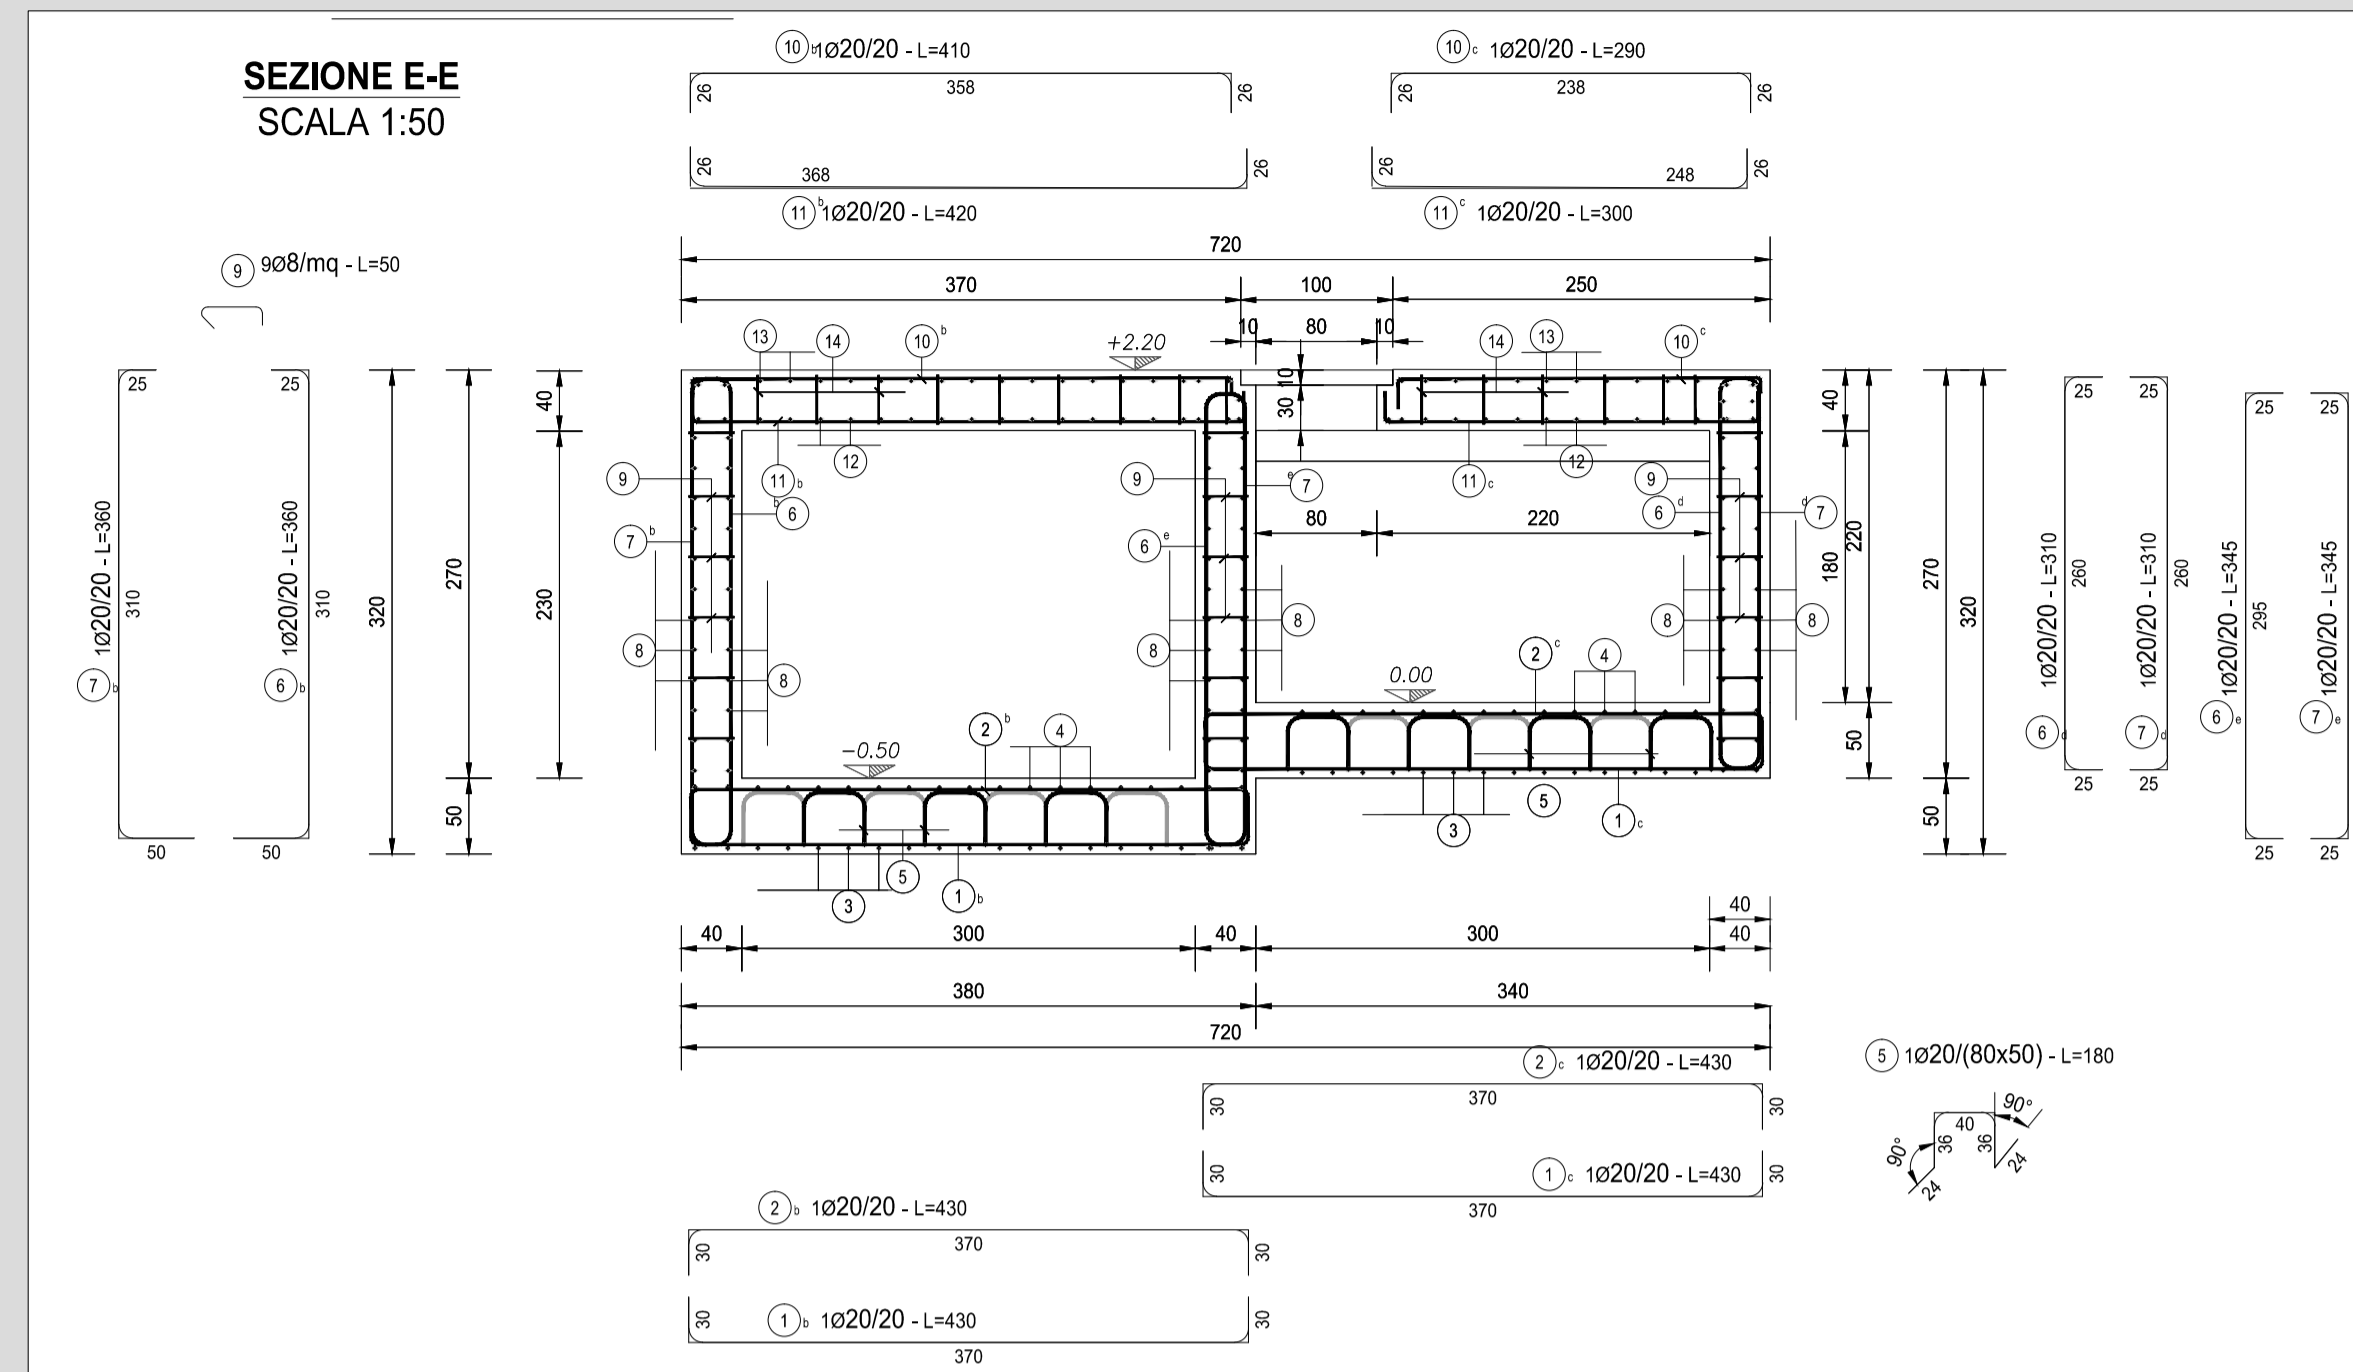 SEZIONE E-E
SCALA 1:50
10 b 1Ø20/20 - L=410
26 358 26
10 c 1Ø20/20 - L=290
26 238 26
26 368 26
11 b 1Ø20/20 - L=420
26 248 26
11 c 1Ø20/20 - L=300
9 9Ø8/mq - L=50
720
370 100 250
10 80 10
+2.20
13 14 10 b
14 13 10 c
10
30
12
11 b
12
11 c
9
6 b
7 b
8
8
9
7 e
6 e
8
8
80 220
9
6 d
7 d
8
8
0.00
-0.50
2 b
4
2 c
4
3
5
1 b
3
5
1 c
25
310
50
7 b 1Ø20/20 - L=360
25
310
50
6 b 1Ø20/20 - L=360
320
270
50
40
230
40
180
220
50
270
50
320
25
260
25
6 d 1Ø20/20 - L=310
25
260
25
7 d 1Ø20/20 - L=310
25
295
25
6 e 1Ø20/20 - L=345
25
25
7 e 1Ø20/20 - L=345
40
40 300 40 300 40
380 340
720
2 c 1Ø20/20 - L=430
30 370 30
1 c 1Ø20/20 - L=430
30 30
370
5 1Ø20/(80x50) - L=180
90°
40
36 36
90°
24 24
2 b 1Ø20/20 - L=430
30 370 30
1 b 1Ø20/20 - L=430
30 30
370